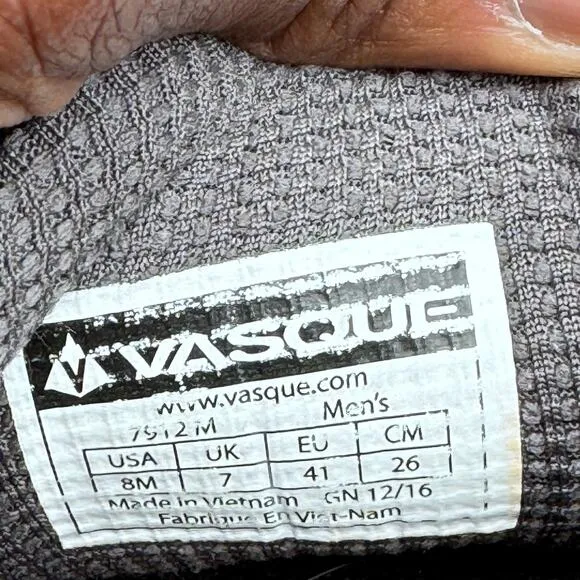 VASQUE
www.vasque.com
7912 M Men's
USA UK EU CM
8M 7 41 26
Made in Vietnam GN 12/16
Fabriqué En Viet-Nam